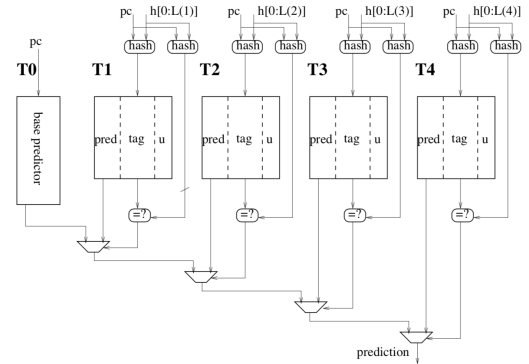 pc h[0:L(1)] pc h[0:L(2)] pc h[0:L(3)] pc h[0:L(4)]
pc
hash hash hash hash hash hash hash hash
T0 T1 T2 T3 T4
base predictor
pred tag u pred tag u pred tag u pred tag u
=? =? =? =?
prediction